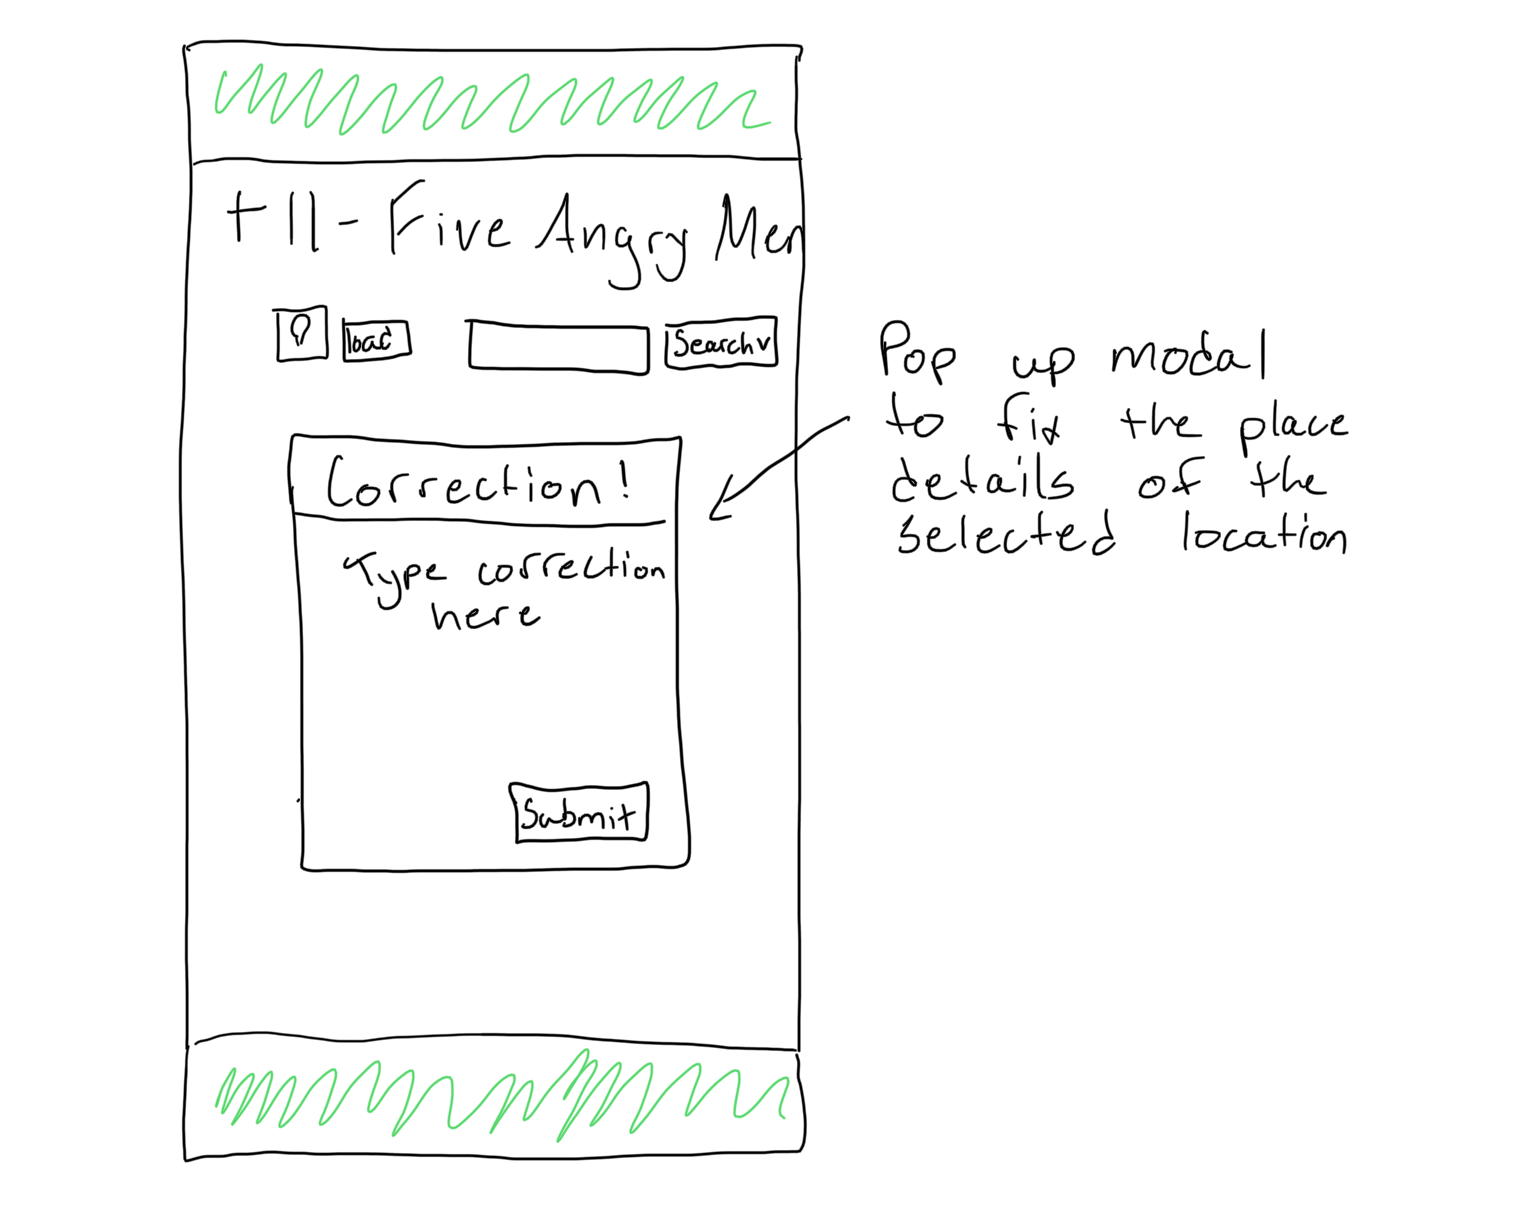 t11 - Five Angry Men
load
Search v
Correction!
Type correction
here
Submit
Pop up modal
to fix the place
details of the
selected location